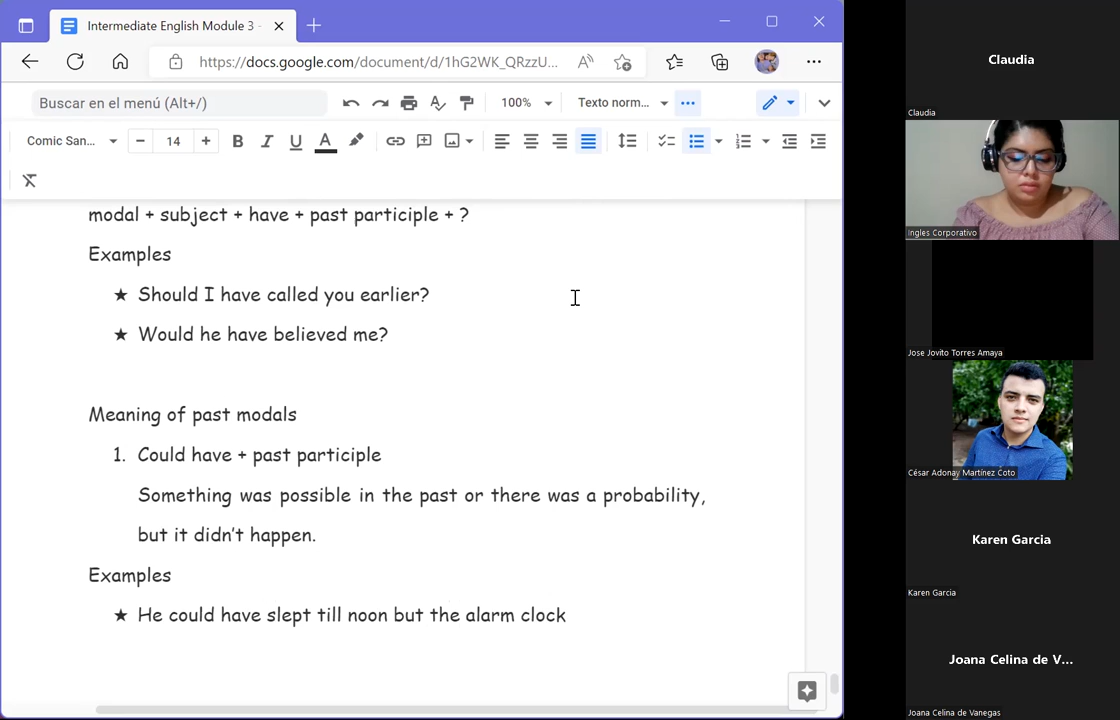 Intermediate English Module 3 -
https://docs.google.com/document/d/1hG2WK_QRzzU...
Buscar en el menú (Alt+/)
100%
Texto norm...
Comic San...
14
modal + subject + have + past participle + ?
Examples
★ Should I have called you earlier?
★ Would he have believed me?
Meaning of past modals
1. Could have + past participle
Something was possible in the past or there was a probability,
but it didn't happen.
Examples
★ He could have slept till noon but the alarm clock
Claudia
Claudia
Ingles Corporativo
Jose Jovito Torres Amaya
César Adonay Martínez Coto
Karen Garcia
Karen Garcia
Joana Celina de V...
Joana Celina de Vanegas